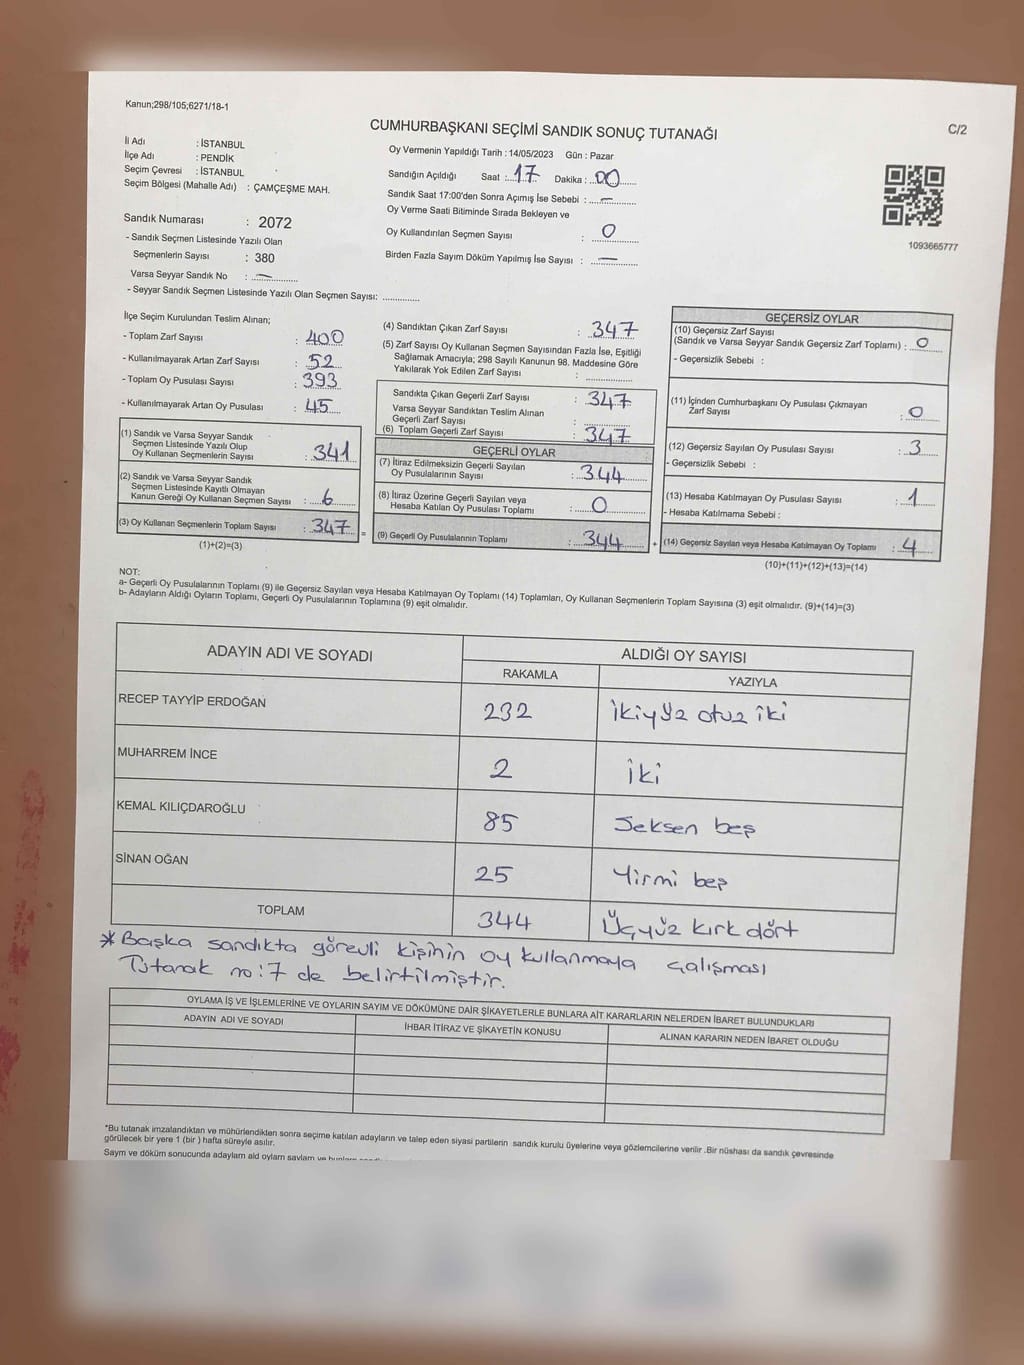 Kanun;298/105;6271/18-1
C/2
CUMHURBAŞKANI SEÇİMİ SANDIK SONUÇ TUTANAĞI
İl Adı : İSTANBUL
İlçe Adı : PENDİK
Seçim Çevresi : İSTANBUL
Seçim Bölgesi (Mahalle Adı) : ÇAMÇEŞME MAH.
Oy Vermenin Yapıldığı Tarih : 14/05/2023 Gün : Pazar
Sandığın Açıldığı Saat : 17 Dakika : 00
Sandık Saat 17:00'den Sonra Açımış İse Sebebi : —
Oy Verme Saati Bitiminde Sırada Bekleyen ve
Oy Kullandırılan Seçmen Sayısı : 0
Birden Fazla Sayım Döküm Yapılmış İse Sayısı : —
1093665777
Sandık Numarası : 2072
- Sandık Seçmen Listesinde Yazılı Olan
Seçmenlerin Sayısı : 380
Varsa Seyyar Sandık No : —
- Seyyar Sandık Seçmen Listesinde Yazılı Olan Seçmen Sayısı: ..............
İlçe Seçim Kurulundan Teslim Alınan;
- Toplam Zarf Sayısı : 400
- Kullanılmayarak Artan Zarf Sayısı : 52
- Toplam Oy Pusulası Sayısı : 393
- Kullanılmayarak Artan Oy Pusulası : 45
(1) Sandık ve Varsa Seyyar Sandık
Seçmen Listesinde Yazılı Olup
Oy Kullanan Seçmenlerin Sayısı : 341
(2) Sandık ve Varsa Seyyar Sandık
Seçmen Listesinde Kayıtlı Olmayan
Kanun Gereği Oy Kullanan Seçmen Sayısı : 6
(3) Oy Kullanan Seçmenlerin Toplam Sayısı : 347 =
(1)+(2)=(3)
(4) Sandıktan Çıkan Zarf Sayısı : 347
(5) Zarf Sayısı Oy Kullanan Seçmen Sayısından Fazla İse, Eşitliği
Sağlamak Amacıyla; 298 Sayılı Kanunun 98. Maddesine Göre
Yakılarak Yok Edilen Zarf Sayısı : ..............
Sandıkta Çıkan Geçerli Zarf Sayısı : 347
Varsa Seyyar Sandıktan Teslim Alınan
Geçerli Zarf Sayısı : ..............
(6) Toplam Geçerli Zarf Sayısı : 347
GEÇERLİ OYLAR
(7) İtiraz Edilmeksizin Geçerli Sayılan
Oy Pusulalarının Sayısı : 344
(8) İtiraz Üzerine Geçerli Sayılan veya
Hesaba Katılan Oy Pusulası Toplamı : 0
(9) Geçerli Oy Pusulalarının Toplamı : 344 +
GEÇERSİZ OYLAR
(10) Geçersiz Zarf Sayısı
(Sandık ve Varsa Seyyar Sandık Geçersiz Zarf Toplamı) : 0
- Geçersizlik Sebebi :
(11) İçinden Cumhurbaşkanı Oy Pusulası Çıkmayan
Zarf Sayısı : 0
(12) Geçersiz Sayılan Oy Pusulası Sayısı : 3
- Geçersizlik Sebebi :
(13) Hesaba Katılmayan Oy Pusulası Sayısı : 1
- Hesaba Katılmama Sebebi :
(14) Geçersiz Sayılan veya Hesaba Katılmayan Oy Toplamı : 4
(10)+(11)+(12)+(13)=(14)
NOT:
a- Geçerli Oy Pusulalarının Toplamı (9) ile Geçersiz Sayılan veya Hesaba Katılmayan Oy Toplamı (14) Toplamları, Oy Kullanan Seçmenlerin Toplam Sayısına (3) eşit olmalıdır. (9)+(14)=(3)
b- Adayların Aldığı Oyların Toplamı, Geçerli Oy Pusulalarının Toplamına (9) eşit olmalıdır.
ADAYIN ADI VE SOYADI
ALDIĞI OY SAYISI
RAKAMLA YAZIYLA
RECEP TAYYİP ERDOĞAN 232 ikiyüz otuz iki
MUHARREM İNCE 2 iki
KEMAL KILIÇDAROĞLU 85 Seksen beş
SİNAN OĞAN 25 Yirmi beş
TOPLAM 344 Üçyüz kırk dört
* Başka sandıkta görevli kişinin oy kullanmaya çalışması
Tutanak no:7 de belirtilmiştir.
OYLAMA İŞ VE İŞLEMLERİNE VE OYLARIN SAYIM VE DÖKÜMÜNE DAİR ŞİKAYETLERLE BUNLARA AİT KARARLARIN NELERDEN İBARET BULUNDUKLARI
ADAYIN ADI VE SOYADI İHBAR İTİRAZ VE ŞİKAYETİN KONUSU ALINAN KARARIN NEDEN İBARET OLDUĞU
*Bu tutanak imzalandıktan ve mühürlendikten sonra seçime katılan adayların ve talep eden siyasi partilerin sandık kurulu üyelerine veya gözlemcilerine verilir .Bir nüshası da sandık çevresinde
görülecek bir yere 1 (bir ) hafta süreyle asılır.
Sayım ve döküm sonucunda